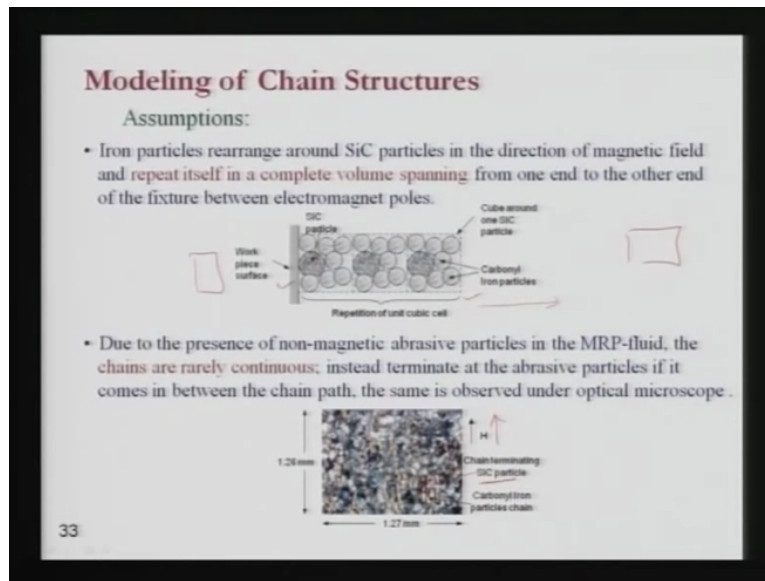 Modeling of Chain Structures
Assumptions:
• Iron particles rearrange around SiC particles in the direction of magnetic field
and repeat itself in a complete volume spanning from one end to the other end
of the fixture between electromagnet poles.
SiC
particle
Cube around
one SiC
particle
Work
piece
surface
Carbonyl
Iron particles
Repetition of unit cubic cell
• Due to the presence of non-magnetic abrasive particles in the MRP-fluid, the
chains are rarely continuous; instead terminate at the abrasive particles if it
comes in between the chain path, the same is observed under optical microscope .
H
1.26 mm
Chain terminating
SiC particle
Carbonyl Iron
particles chain
1.27 mm
33